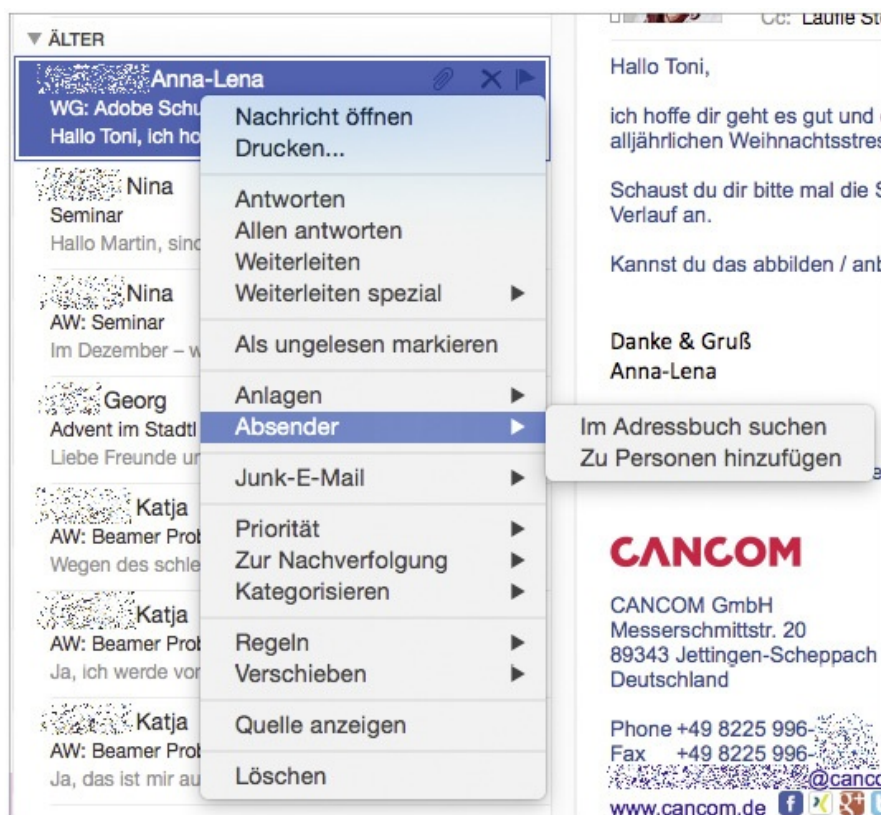 ÄLTER
Anna-Lena
WG: Adobe Schu
Hallo Toni, ich ho
Nina
Seminar
Hallo Martin, sind
Nina
AW: Seminar
Im Dezember – w
Georg
Advent im Stadtl
Liebe Freunde un
Katja
AW: Beamer Prob
Wegen des schle
Katja
AW: Beamer Prob
Ja, ich werde vor
Katja
AW: Beamer Prob
Ja, das ist mir au
Nachricht öffnen
Drucken...
Antworten
Allen antworten
Weiterleiten
Weiterleiten spezial
Als ungelesen markieren
Anlagen
Absender
Junk-E-Mail
Priorität
Zur Nachverfolgung
Kategorisieren
Regeln
Verschieben
Quelle anzeigen
Löschen
Im Adressbuch suchen
Zu Personen hinzufügen
Cc: Laufle St
Hallo Toni,
ich hoffe dir geht es gut und
alljährlichen Weihnachtsstres
Schaust du dir bitte mal die S
Verlauf an.
Kannst du das abbilden / anb
Danke & Gruß
Anna-Lena
CANCOM
CANCOM GmbH
Messerschmittstr. 20
89343 Jettingen-Scheppach
Deutschland
Phone +49 8225 996-
Fax +49 8225 996-
@canco
www.cancom.de